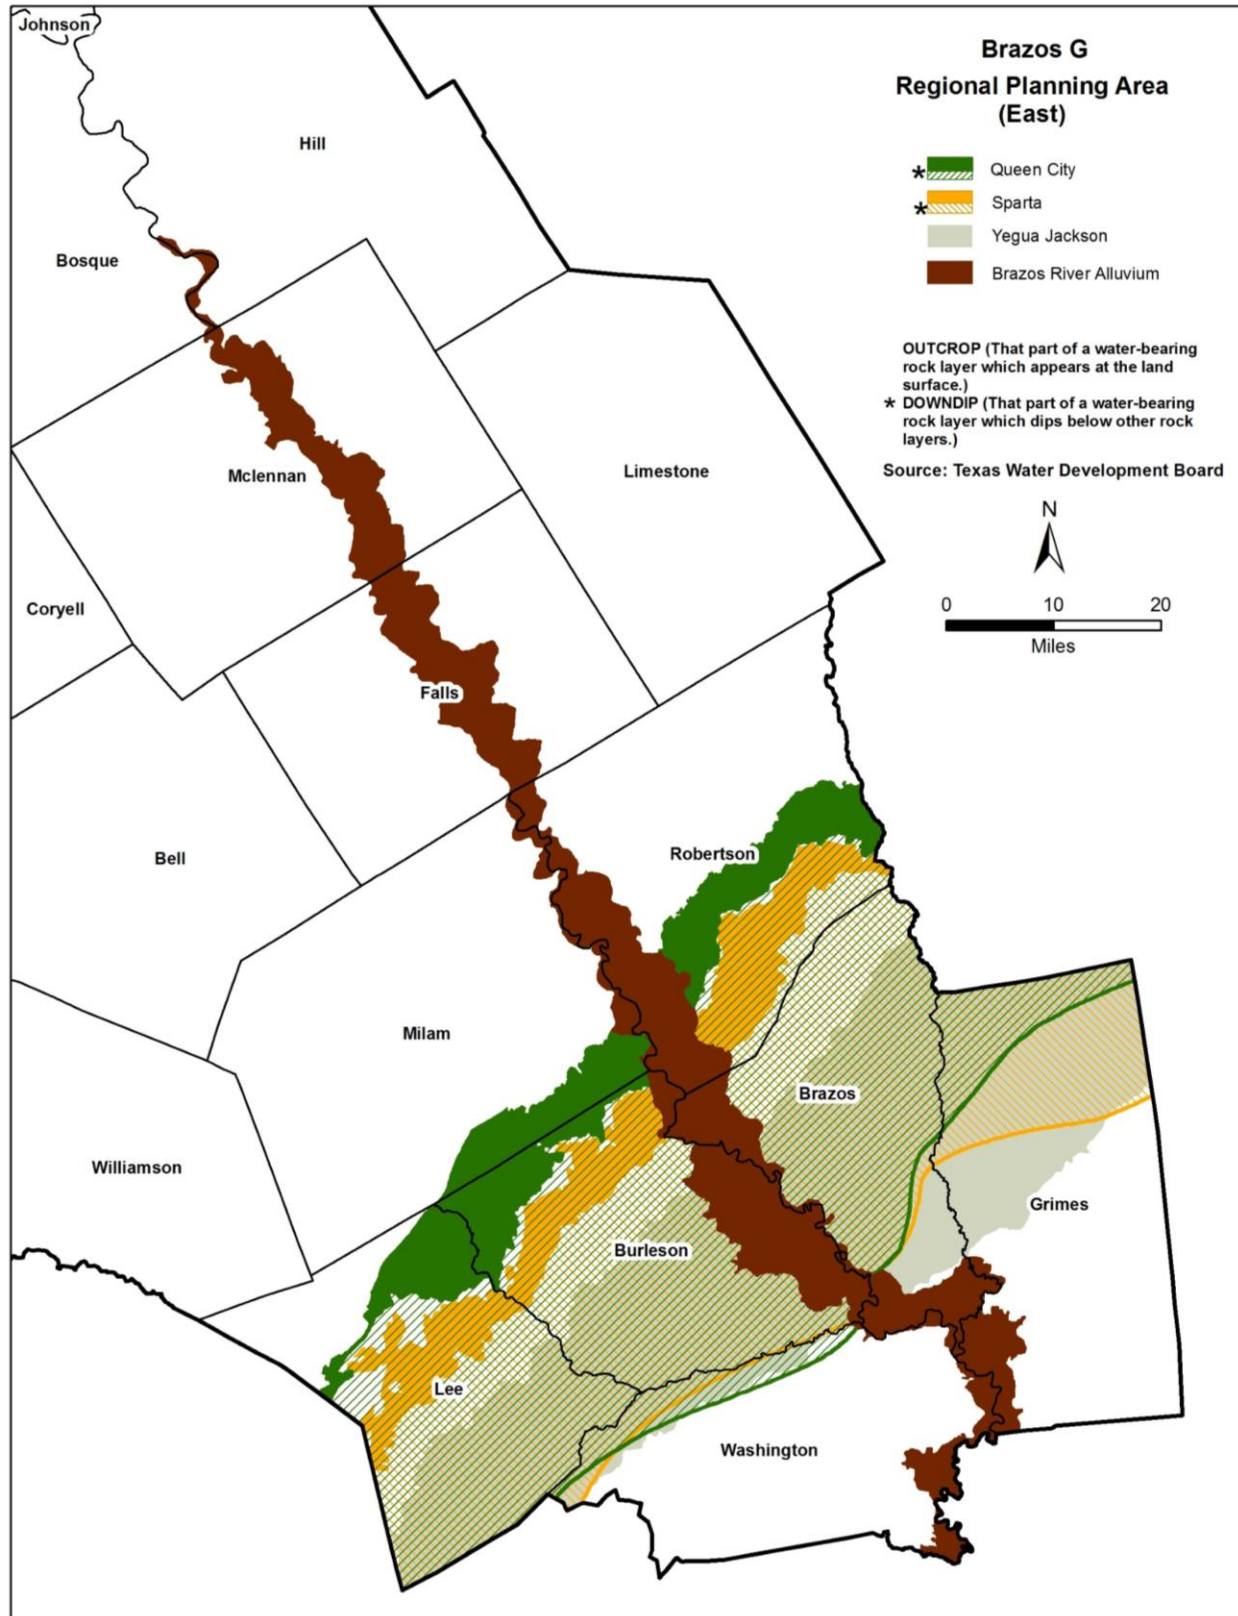 Johnson
Brazos G
Regional Planning Area
(East)
Hill
* Queen City
* Sparta
Yegua Jackson
Bosque
Brazos River Alluvium
OUTCROP (That part of a water-bearing
rock layer which appears at the land
surface.)
* DOWNDIP (That part of a water-bearing
rock layer which dips below other rock
layers.)
Source: Texas Water Development Board
Mclennan
Limestone
N
0 10 20
Miles
Coryell
Falls
Bell
Robertson
Milam
Brazos
Williamson
Grimes
Burleson
Lee
Washington